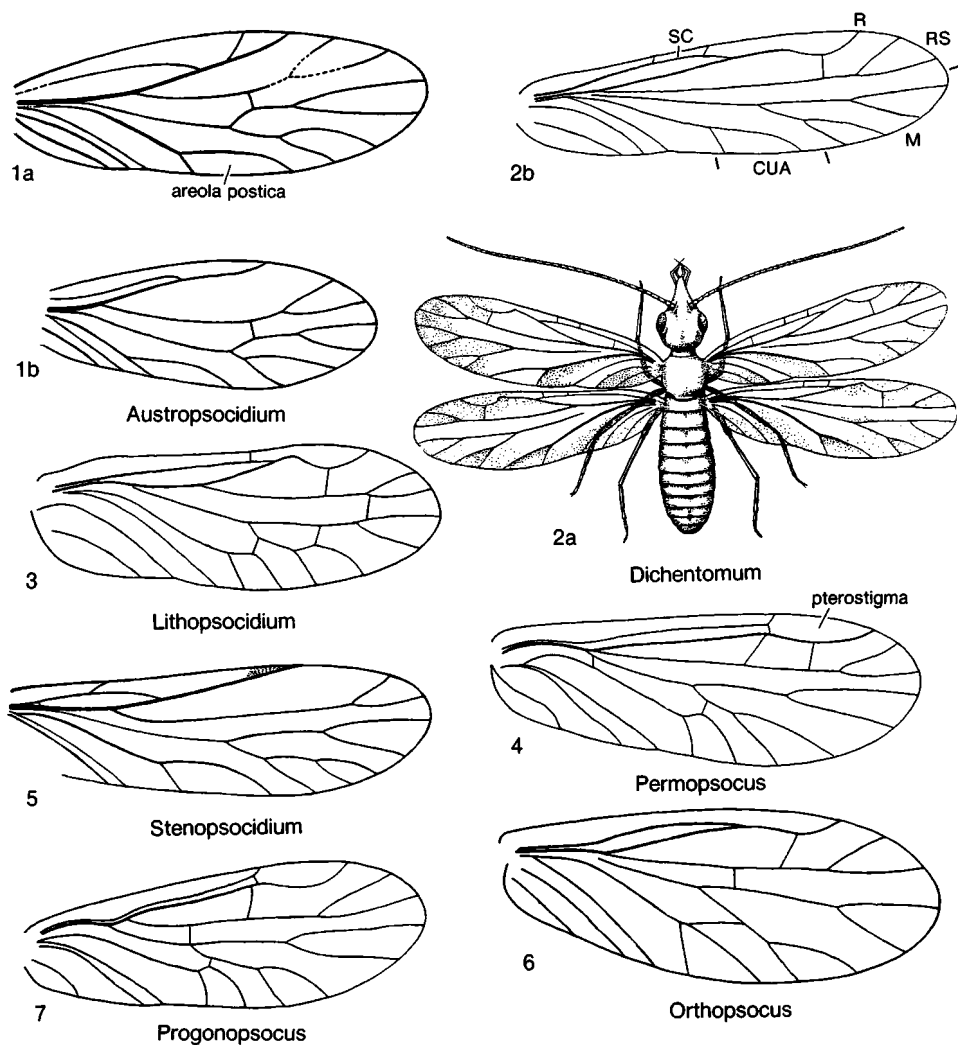 1a
areola postica
SC
R
RS
M
CUA
2b
1b
Austropsocidium
2a
Dichentomum
3
Lithopsocidium
pterostigma
4
Permopsocus
5
Stenopsocidium
6
Orthopsocus
7
Progonopsocus